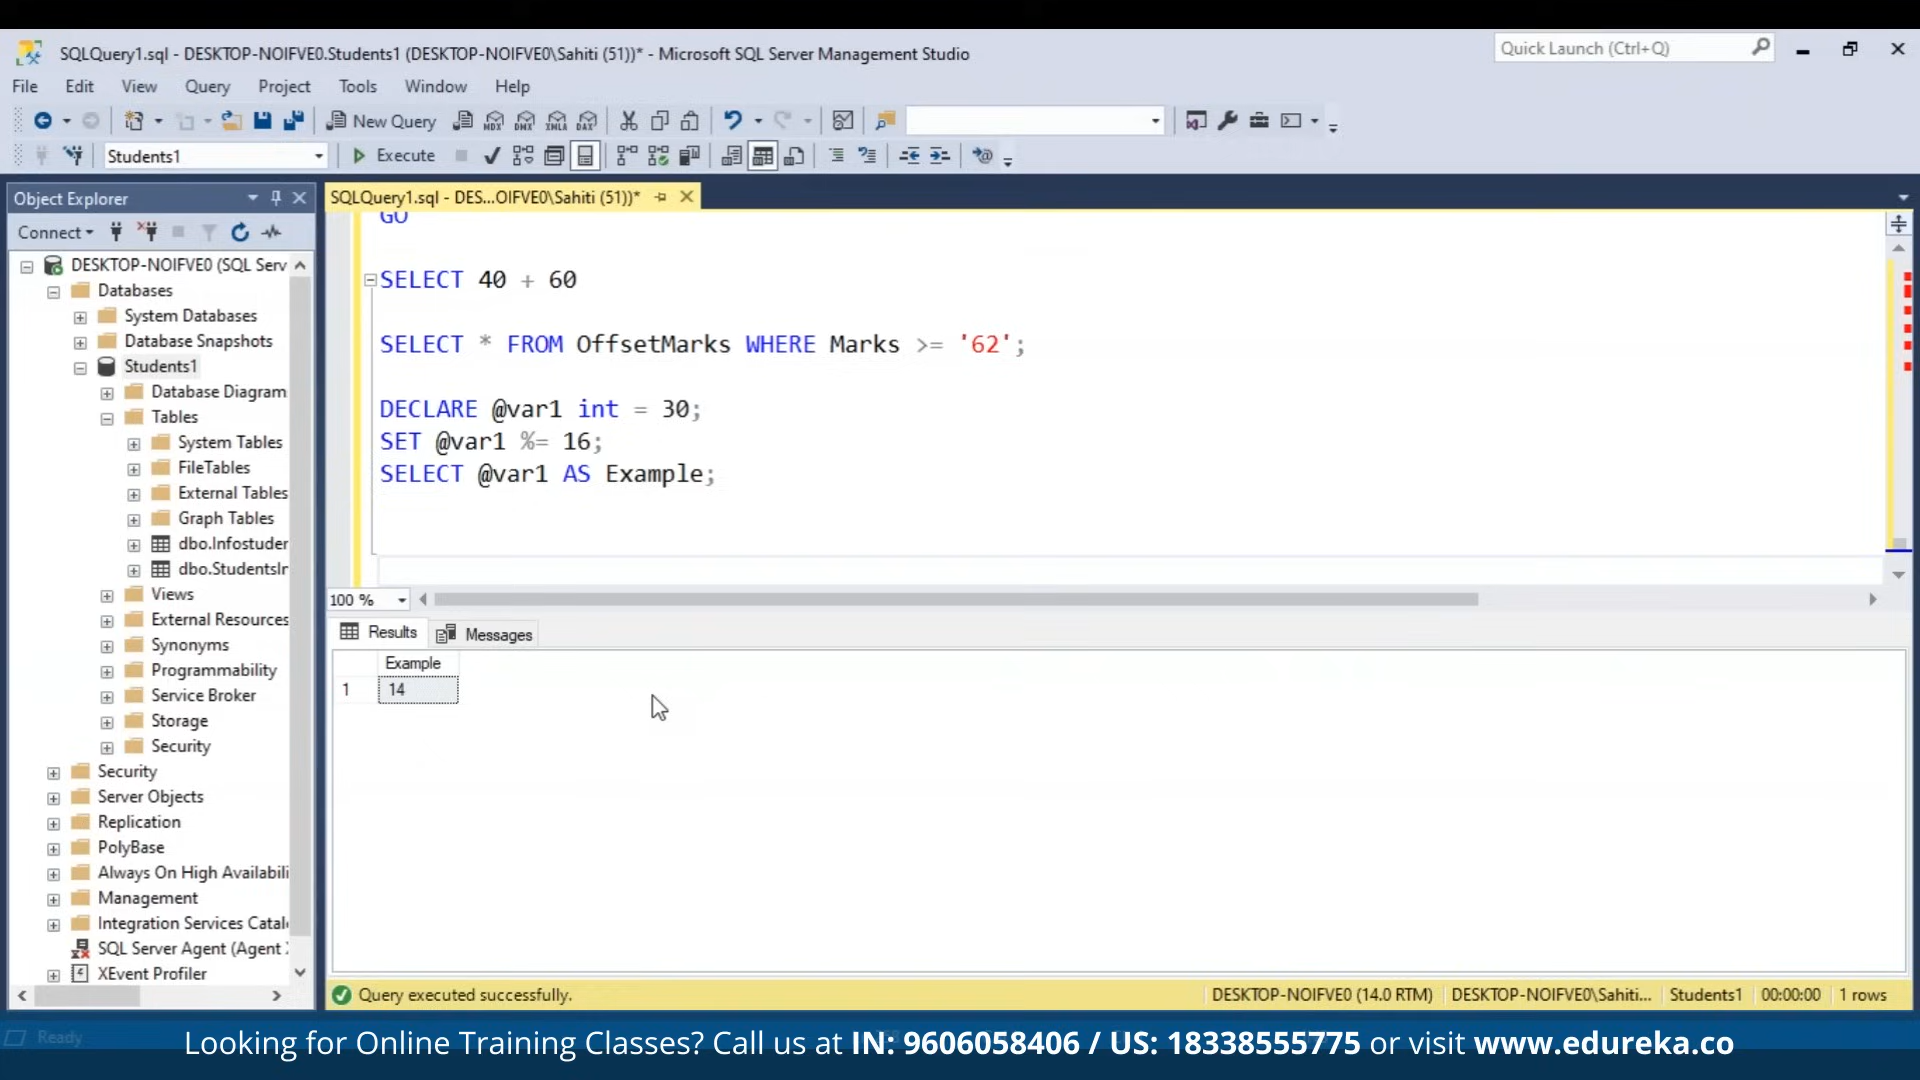 SQLQuery1.sql - DESKTOP-NOIFVE0.Students1 (DESKTOP-NOIFVE0\Sahiti (51))* - Microsoft SQL Server Management Studio
Quick Launch (Ctrl+Q)
File Edit View Query Project Tools Window Help
New Query MDX DMX XMLA DAX
Students1 Execute
Object Explorer
SQLQuery1.sql - DES...OIFVE0\Sahiti (51))*
Connect
DESKTOP-NOIFVE0 (SQL Serv
Databases
System Databases
Database Snapshots
Students1
Database Diagram
Tables
System Tables
FileTables
External Tables
Graph Tables
dbo.Infostuder
dbo.StudentsIr
Views
External Resources
Synonyms
Programmability
Service Broker
Storage
Security
Security
Server Objects
Replication
PolyBase
Always On High Availabili
Management
Integration Services Catal
SQL Server Agent (Agent
XEvent Profiler
GO
SELECT 40 + 60
SELECT * FROM OffsetMarks WHERE Marks >= '62';
DECLARE @var1 int = 30;
SET @var1 %= 16;
SELECT @var1 AS Example;
100 %
Results Messages
Example
1 14
Query executed successfully.
DESKTOP-NOIFVE0 (14.0 RTM) DESKTOP-NOIFVE0\Sahiti... Students1 00:00:00 1 rows
Ready
Looking for Online Training Classes? Call us at IN: 9606058406 / US: 18338555775 or visit www.edureka.co